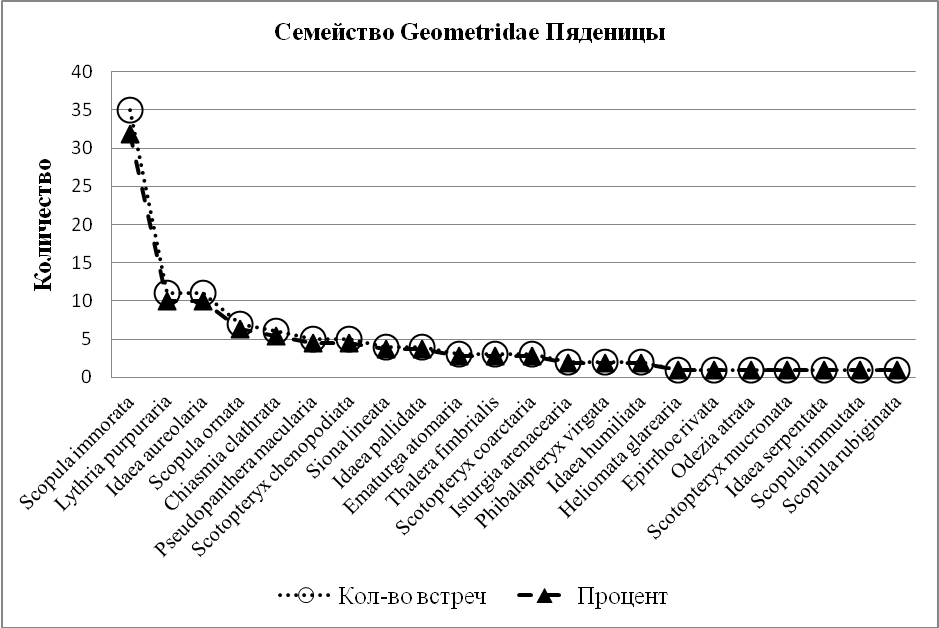 Семейство Geometridae Пяденицы
Количество
40
35
30
25
20
15
10
5
0
Scopula immorata
Lythria purpuraria
Idaea aureolaria
Scopula ornata
Chiasmia clathrata
Pseudopanthera macularia
Scotopteryx chenopodiata
Siona lineata
Idaea pallidata
Ematurga atomaria
Thalera fimbrialis
Scotopteryx coarctaria
Isturgia arenacearia
Phibalapteryx virgata
Idaea humiliata
Heliomata glarearia
Epirrhoe rivata
Odezia atrata
Scotopteryx mucronata
Idaea serpentata
Scopula immutata
Scopula rubiginata
Кол-во встреч
Процент